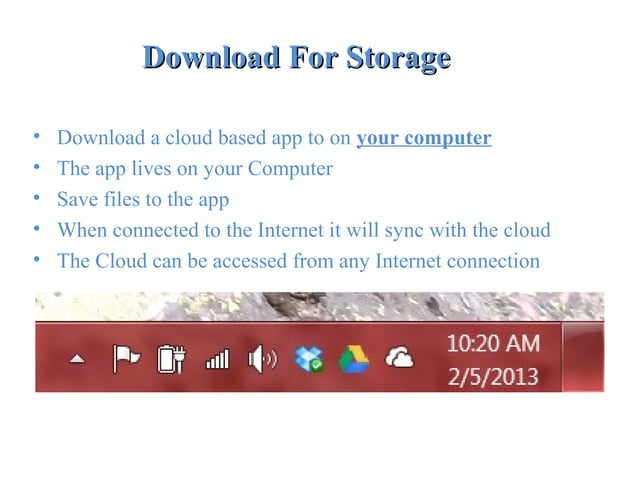 Download For Storage
• Download a cloud based app to on your computer
• The app lives on your Computer
• Save files to the app
• When connected to the Internet it will sync with the cloud
• The Cloud can be accessed from any Internet connection
10:20 AM
2/5/2013